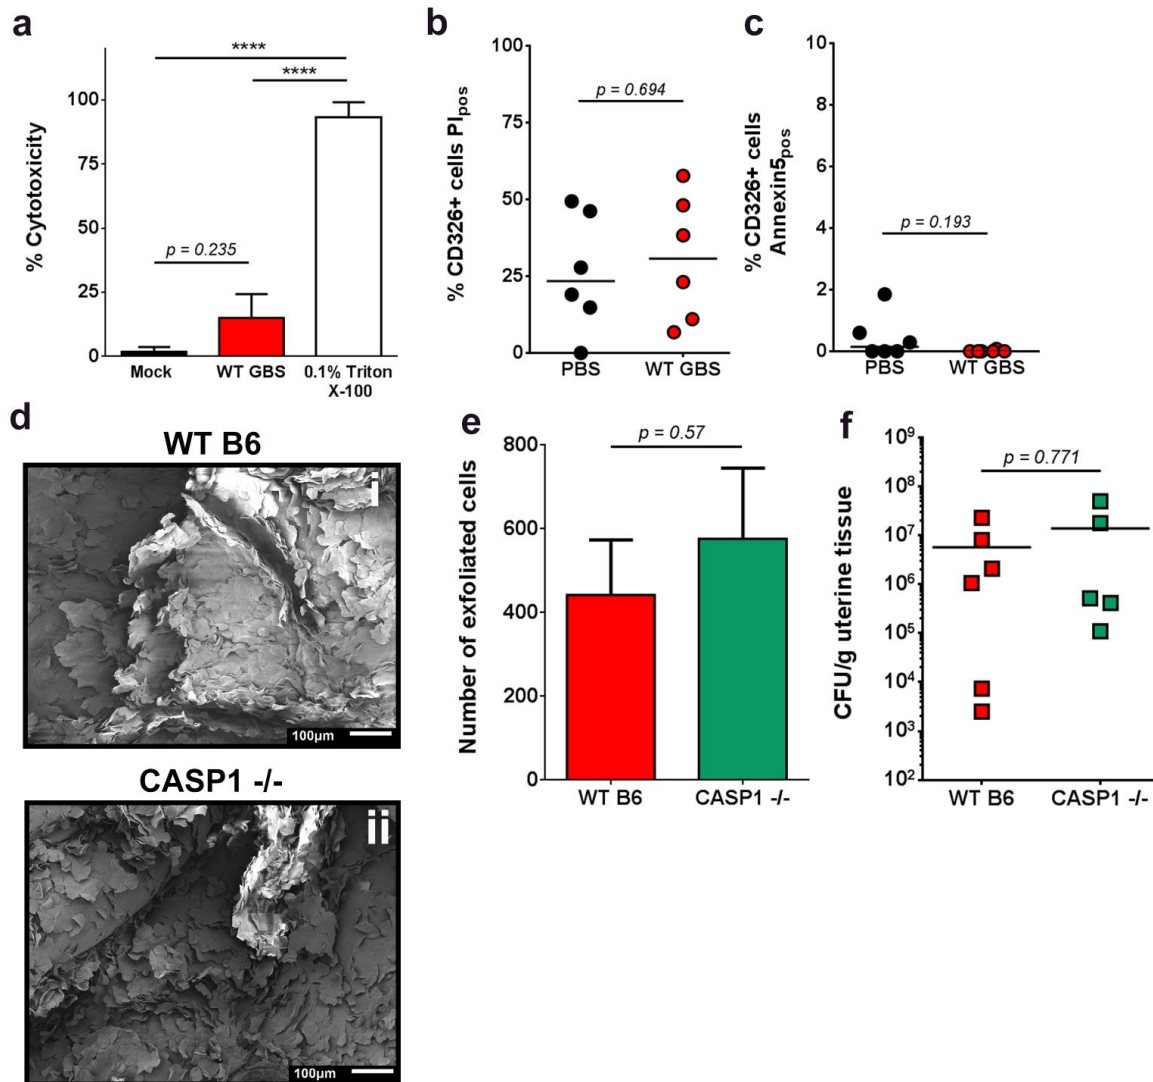 a
% Cytotoxicity
100
75
50
25
0
****
****
p = 0.235
Mock
WT GBS
0.1% Triton
X-100
b
% CD326+ cells PIpos
100
75
50
25
0
p = 0.694
PBS
WT GBS
c
% CD326+ cells
Annexin5pos
10
8
6
4
2
0
p = 0.193
PBS
WT GBS
d
WT B6
i
100µm
CASP1 -/-
ii
100µm
e
Number of exfoliated cells
800
600
400
200
0
p = 0.57
WT B6
CASP1 -/-
f
CFU/g uterine tissue
10⁹
10⁸
10⁷
10⁶
10⁵
10⁴
10³
10²
p = 0.771
WT B6
CASP1 -/-